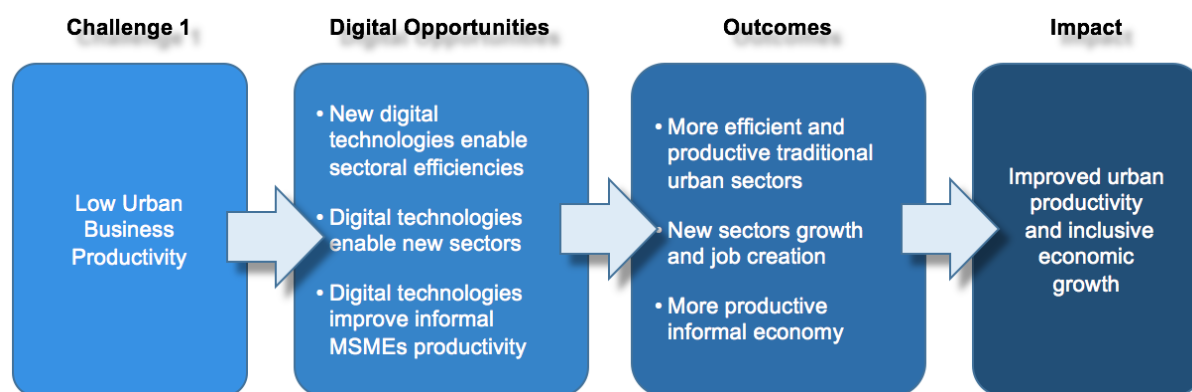 Challenge 1
Digital Opportunities
Outcomes
Impact
Low Urban
Business
Productivity
• New digital
technologies enable
sectoral efficiencies
• Digital technologies
enable new sectors
• Digital technologies
improve informal
MSMEs productivity
• More efficient and
productive traditional
urban sectors
• New sectors growth
and job creation
• More productive
informal economy
Improved urban
productivity
and inclusive
economic
growth